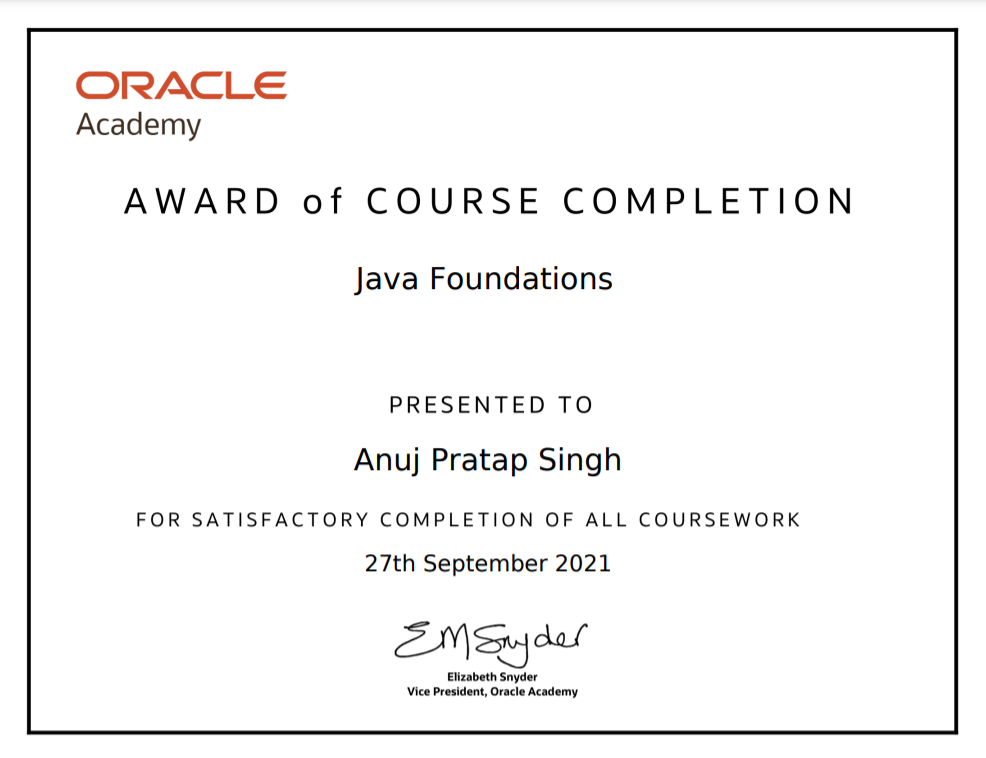 ORACLE
Academy
AWARD of COURSE COMPLETION
Java Foundations
PRESENTED TO
Anuj Pratap Singh
FOR SATISFACTORY COMPLETION OF ALL COURSEWORK
27th September 2021
EMSnyder
Elizabeth Snyder
Vice President, Oracle Academy